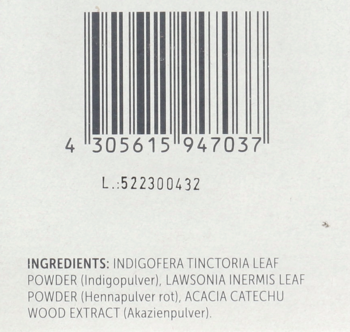 4 305615 947037
L.:522300432
INGREDIENTS: INDIGOFERA TINCTORIA LEAF
POWDER (Indigopulver), LAWSONIA INERMIS LEAF
POWDER (Hennapulver rot), ACACIA CATECHU
WOOD EXTRACT (Akazienpulver).